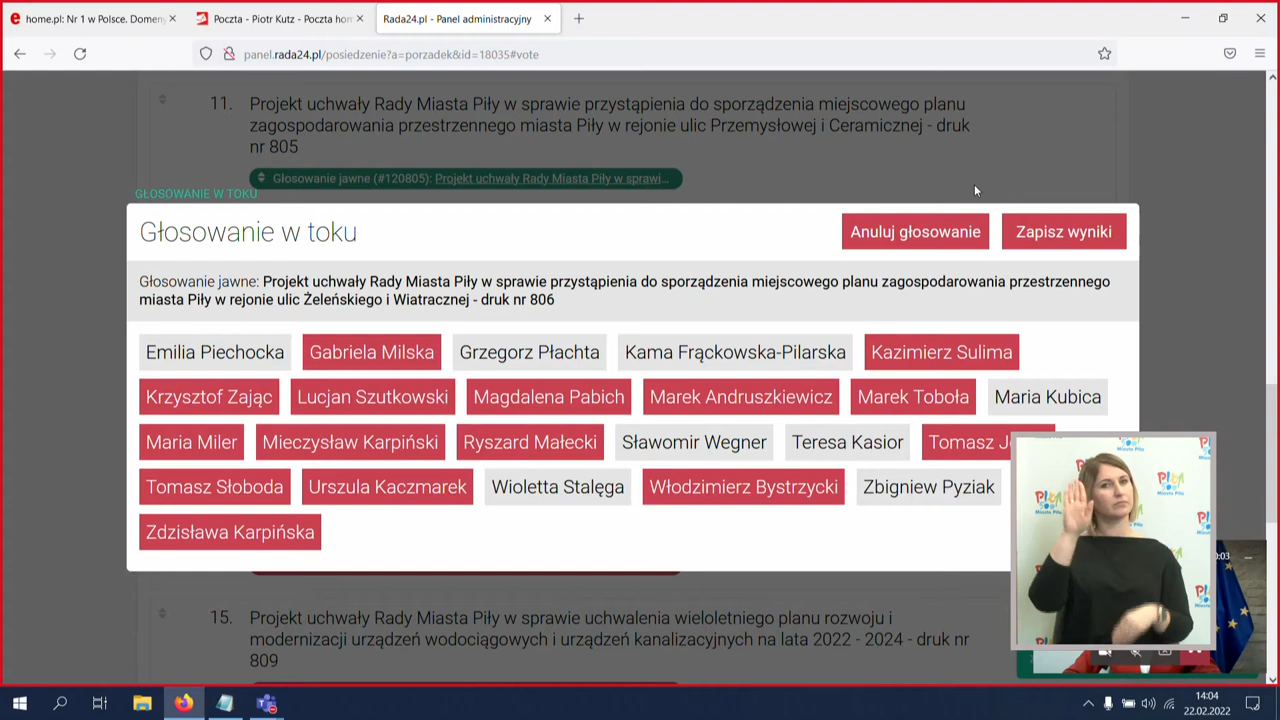 home.pl: Nr 1 w Polsce. Domeny
Poczta - Piotr Kutz - Poczta hom
Rada24.pl - Panel administracyjny
panel.rada24.pl/posiedzenie?a=porzadek&id=18035#vote
11. Projekt uchwały Rady Miasta Piły w sprawie przystąpienia do sporządzenia miejscowego planu
zagospodarowania przestrzennego miasta Piły w rejonie ulic Przemysłowej i Ceramicznej - druk
nr 805
Głosowanie jawne (#120805): Projekt uchwały Rady Miasta Piły w sprawi...
GŁOSOWANIE W TOKU
Głosowanie w toku
Anuluj głosowanie
Zapisz wyniki
Głosowanie jawne: Projekt uchwały Rady Miasta Piły w sprawie przystąpienia do sporządzenia miejscowego planu zagospodarowania przestrzennego
miasta Piły w rejonie ulic Żeleńskiego i Wiatracznej - druk nr 806
Emilia Piechocka Gabriela Milska Grzegorz Płachta Kama Frąckowska-Pilarska Kazimierz Sulima
Krzysztof Zając Lucjan Szutkowski Magdalena Pabich Marek Andruszkiewicz Marek Toboła Maria Kubica
Maria Miler Mieczysław Karpiński Ryszard Małecki Sławomir Wegner Teresa Kasior Tomasz
Tomasz Słoboda Urszula Kaczmarek Wioletta Stalęga Włodzimierz Bystrzycki Zbigniew Pyziak
Zdzisława Karpińska
PIŁA
Miasta Piły
PIŁA
Miasta Piły
0:03
15. Projekt uchwały Rady Miasta Piły w sprawie uchwalenia wieloletniego planu rozwoju i
modernizacji urządzeń wodociągowych i urządzeń kanalizacyjnych na lata 2022 - 2024 - druk nr
809
14:04
22.02.2022